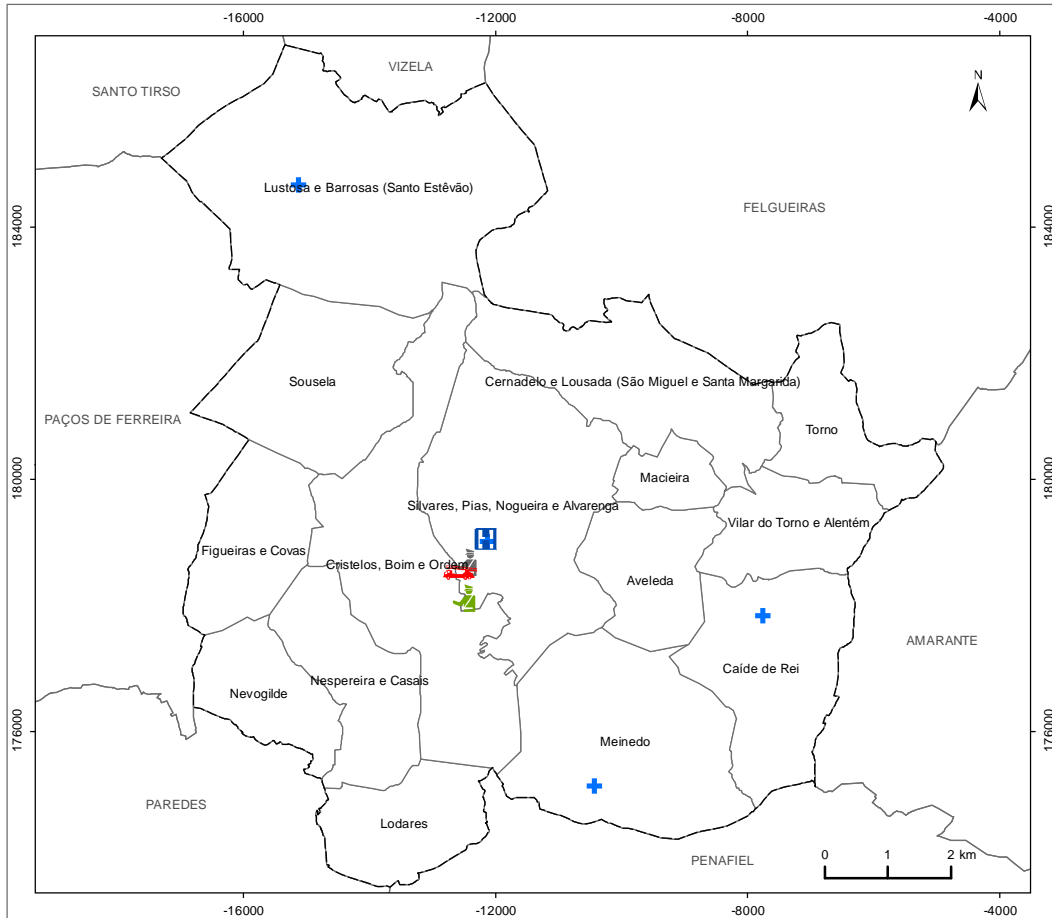 -16000
-12000
-8000
-4000
VIZELA
SANTO TIRSO
N
184000
184000
Lustosa e Barrosas (Santo Estêvão)
FELGUEIRAS
Sousela
Cernadelo e Lousada (São Miguel e Santa Margarida)
PAÇOS DE FERREIRA
Torno
180000
180000
Macieira
Silvares, Pias, Nogueira e Alvarenga
Vilar do Torno e Alentém
Figueiras e Covas
Cristelos, Boim e Ordem
Aveleda
AMARANTE
Caíde de Rei
Nespereira e Casais
Nevogilde
176000
176000
Meinedo
PAREDES
Lodares
PENAFIEL
0
1
2 km
-16000
-12000
-8000
-4000